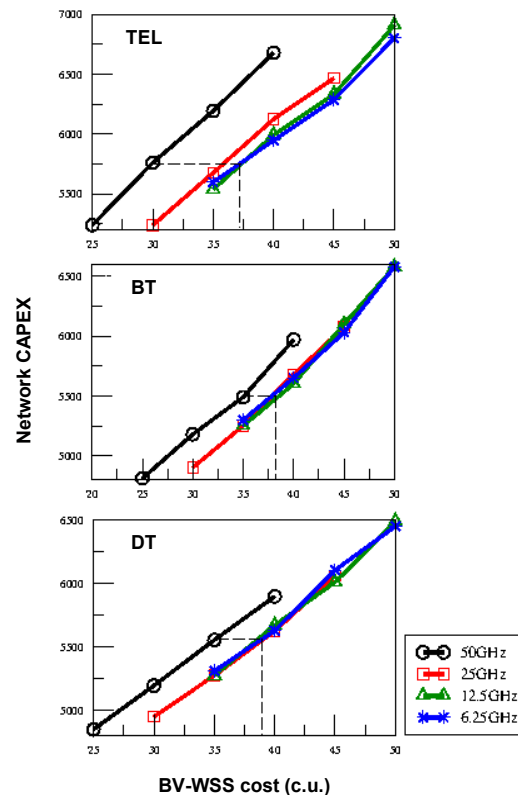 TEL
7000
6500
6000
5500
25 30 35 40 45 50
BT
6500
6000
5500
5000
20 25 30 35 40 45 50
Network CAPEX
DT
6500
6000
5500
5000
25 30 35 40 45 50
BV-WSS cost (c.u.)
50GHz
25GHz
12.5GHz
6.25GHz